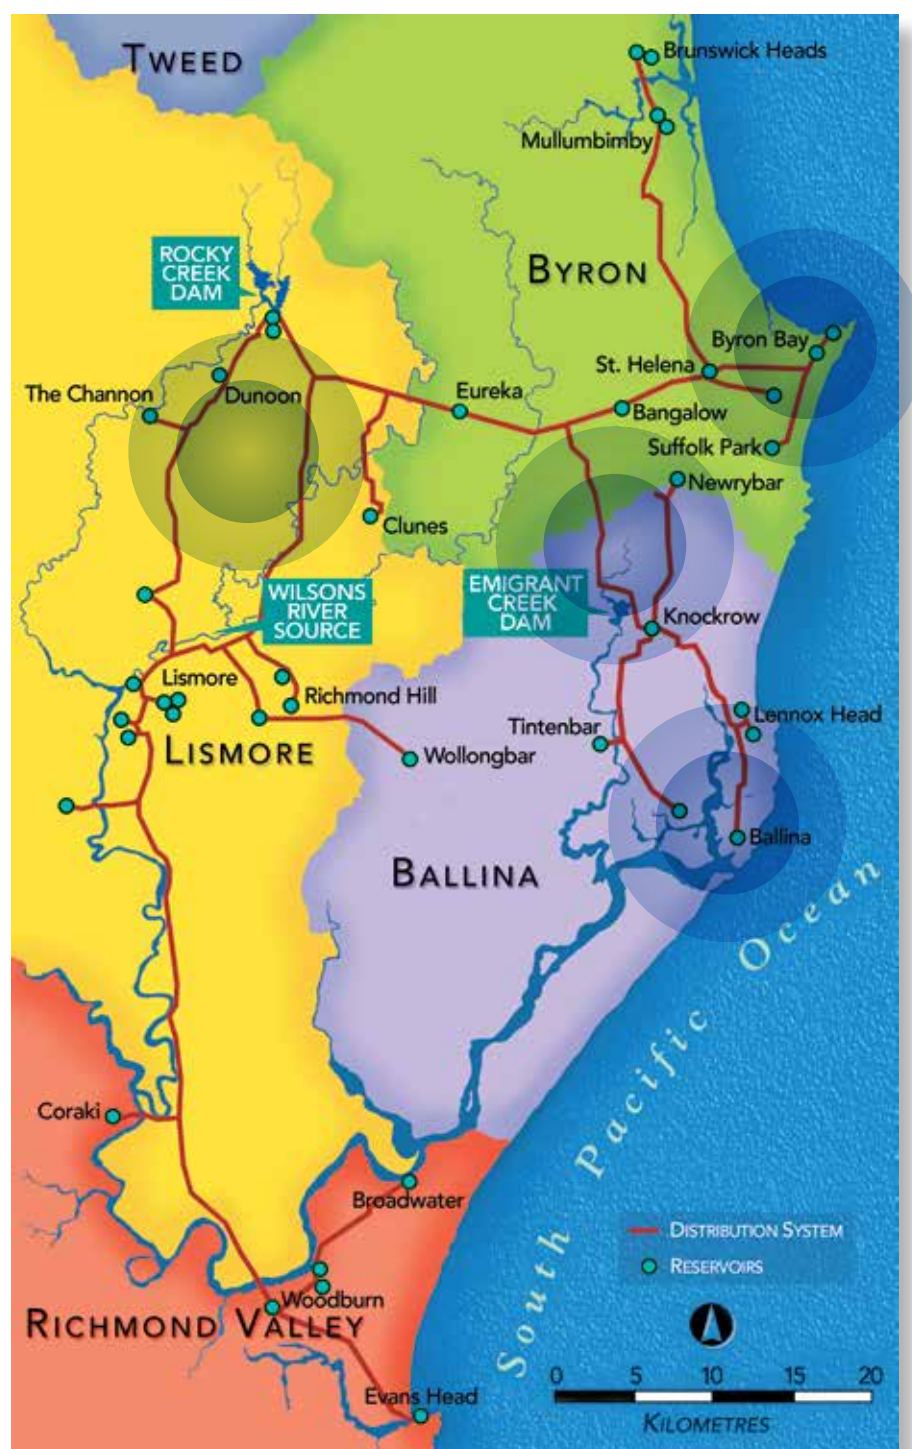 TWEED
Brunswick Heads
Mullumbimby
ROCKY
CREEK
DAM
BYRON
Byron Bay
St. Helena
The Channon
Dunoon
Eureka
Bangalow
Suffolk Park
Newrybar
Clunes
WILSONS
RIVER
SOURCE
EMIGRANT
CREEK
DAM
Knockrow
Lismore
Richmond Hill
Lennox Head
Tintenbar
LISMORE
Wollongbar
Ballina
BALLINA
South Pacific Ocean
Coraki
Broadwater
DISTRIBUTION SYSTEM
RESERVOIRS
Woodburn
RICHMOND VALLEY
Evans Head
0 5 10 15 20
KILOMETRES